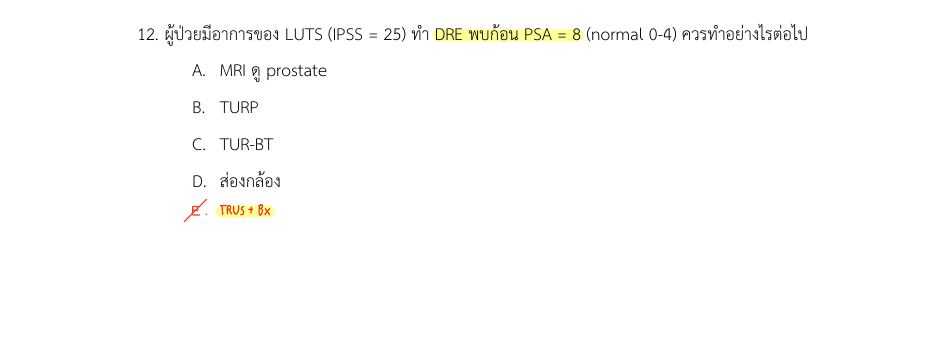 12. ผู้ป่วยมีอาการของ LUTS (IPSS = 25) ทำ DRE พบก้อน PSA = 8 (normal 0-4) ควรทำอย่างไรต่อไป
A. MRI ดู prostate
B. TURP
C. TUR-BT
D. ส่องกล้อง
E. TRUS + Bx